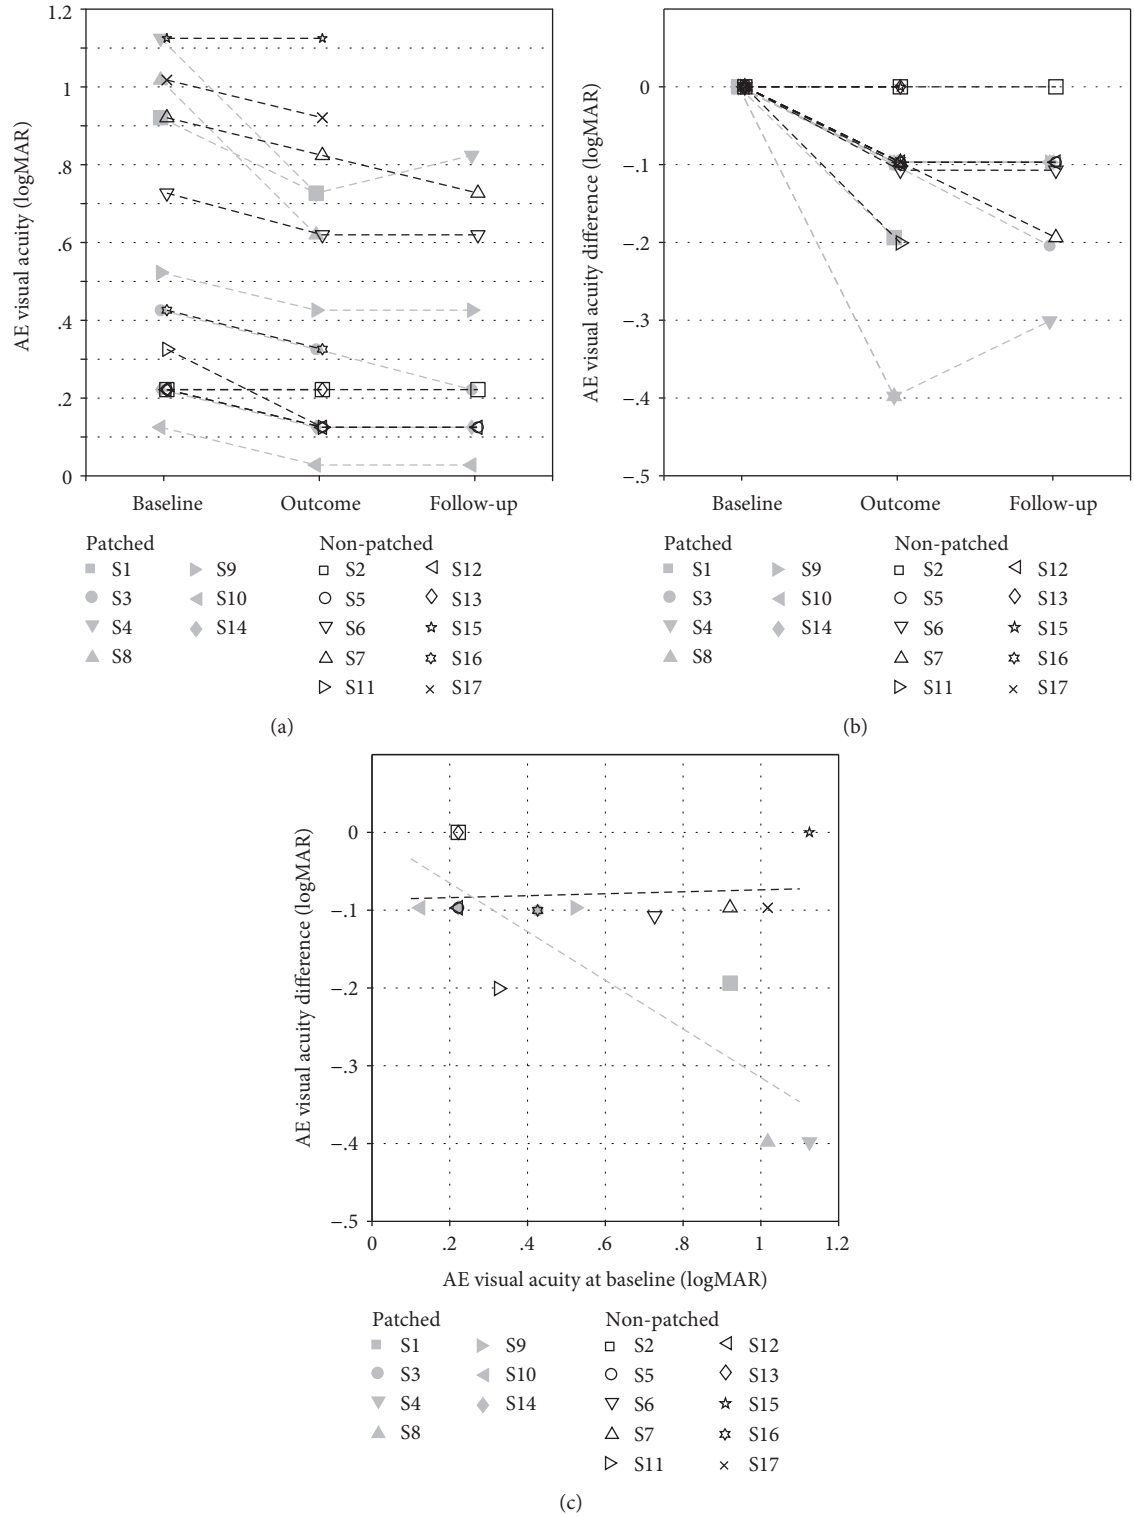 1.2
1
.8
.6
.4
.2
0
AE visual acuity (logMAR)
Baseline Outcome Follow-up
Patched Non-patched
S1 S9 S2 S12
S3 S10 S5 S13
S4 S14 S6 S15
S8 S7 S16
S11 S17
(a)
0
−.1
−.2
−.3
−.4
−.5
AE visual acuity difference (logMAR)
Baseline Outcome Follow-up
Patched Non-patched
S1 S9 S2 S12
S3 S10 S5 S13
S4 S14 S6 S15
S8 S7 S16
S11 S17
(b)
0
−.1
−.2
−.3
−.4
−.5
AE visual acuity difference (logMAR)
0 .2 .4 .6 .8 1 1.2
AE visual acuity at baseline (logMAR)
Patched Non-patched
S1 S9 S2 S12
S3 S10 S5 S13
S4 S14 S6 S15
S8 S7 S16
S11 S17
(c)